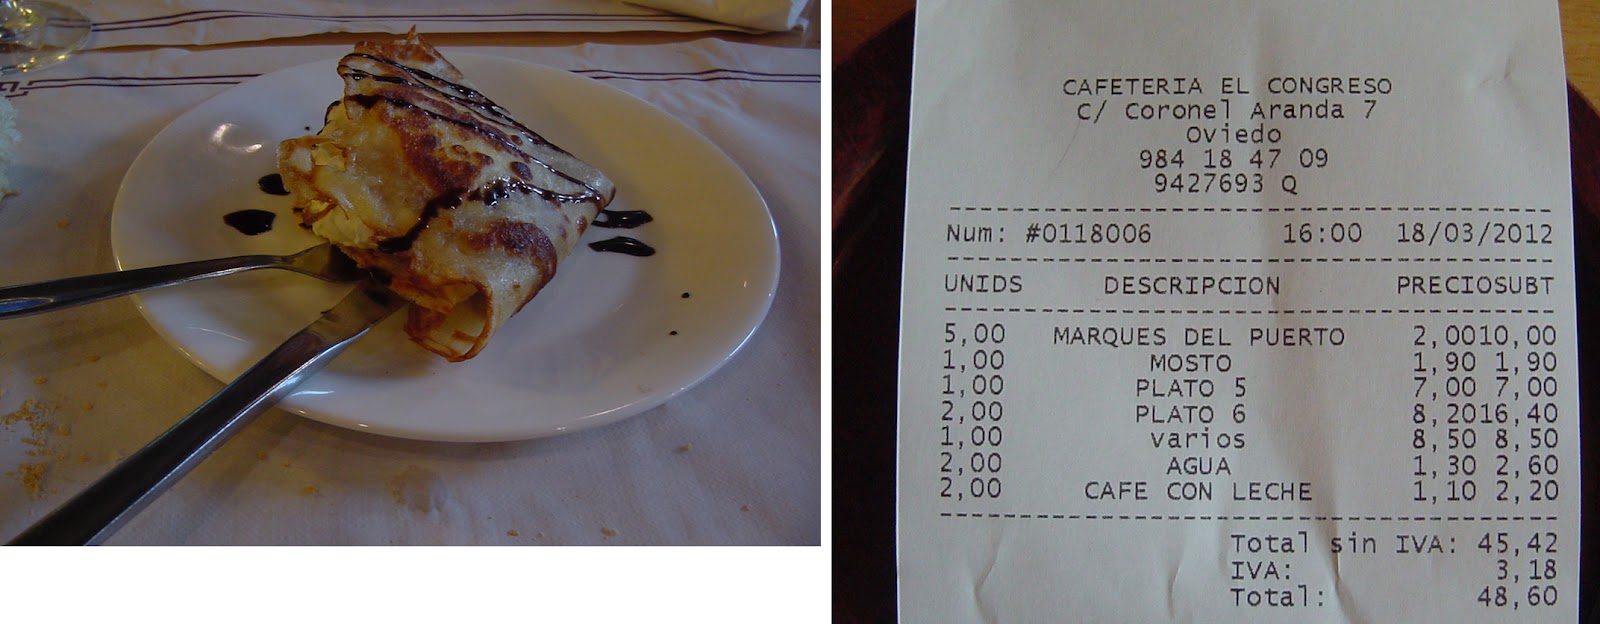 CAFETERIA EL CONGRESO
C/ Coronel Aranda 7
Oviedo
984 18 47 09
9427693 Q
Num: #0118006 16:00 18/03/2012
UNIDS DESCRIPCION PRECIOSUBT
5,00 MARQUES DEL PUERTO 2,0010,00
1,00 MOSTO 1,90 1,90
1,00 PLATO 5 7,00 7,00
2,00 PLATO 6 8,2016,40
1,00 varios 8,50 8,50
2,00 AGUA 1,30 2,60
2,00 CAFE CON LECHE 1,10 2,20
Total sin IVA: 45,42
IVA: 3,18
Total: 48,60